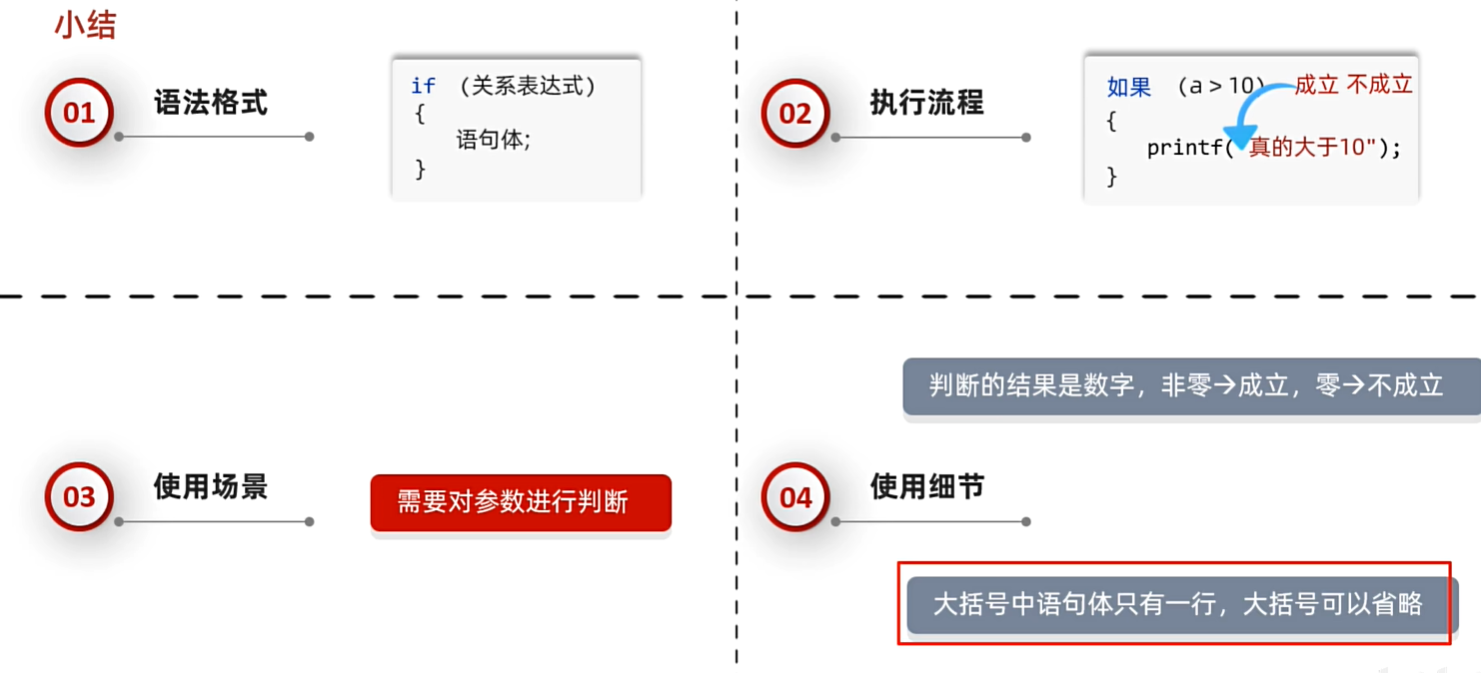 小结
01 语法格式
if (关系表达式)
{
语句体;
}
02 执行流程
如果 (a > 10) 成立 不成立
{
printf("真的大于10");
}
03 使用场景
需要对参数进行判断
04 使用细节
判断的结果是数字，非零→成立，零→不成立
大括号中语句体只有一行，大括号可以省略